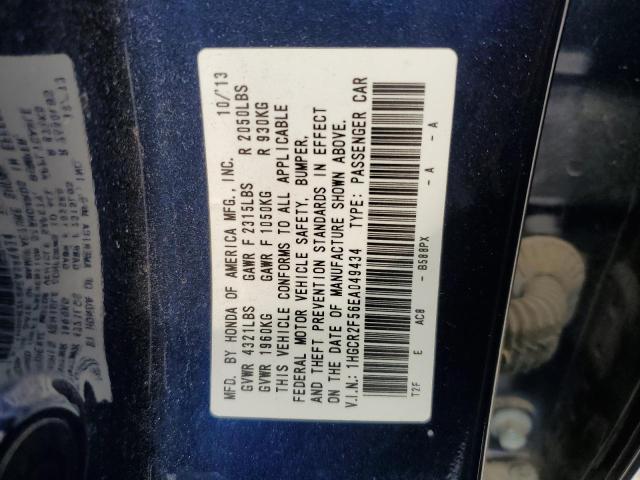 MFD. BY HONDA OF AMERICA MFG., INC. 10/'13
GVWR 4321LBS GAWR F 2315LBS R 2050LBS
GVWR 1960KG GAWR F 1050KG R 930KG
THIS VEHICLE CONFORMS TO ALL APPLICABLE
FEDERAL MOTOR VEHICLE SAFETY, BUMPER,
AND THEFT PREVENTION STANDARDS IN EFFECT
ON THE DATE OF MANUFACTURE SHOWN ABOVE.
V.I.N.: 1HGCR2F56EA049434 TYPE: PASSENGER CAR
T2F E AC8 - B588PX - A - A